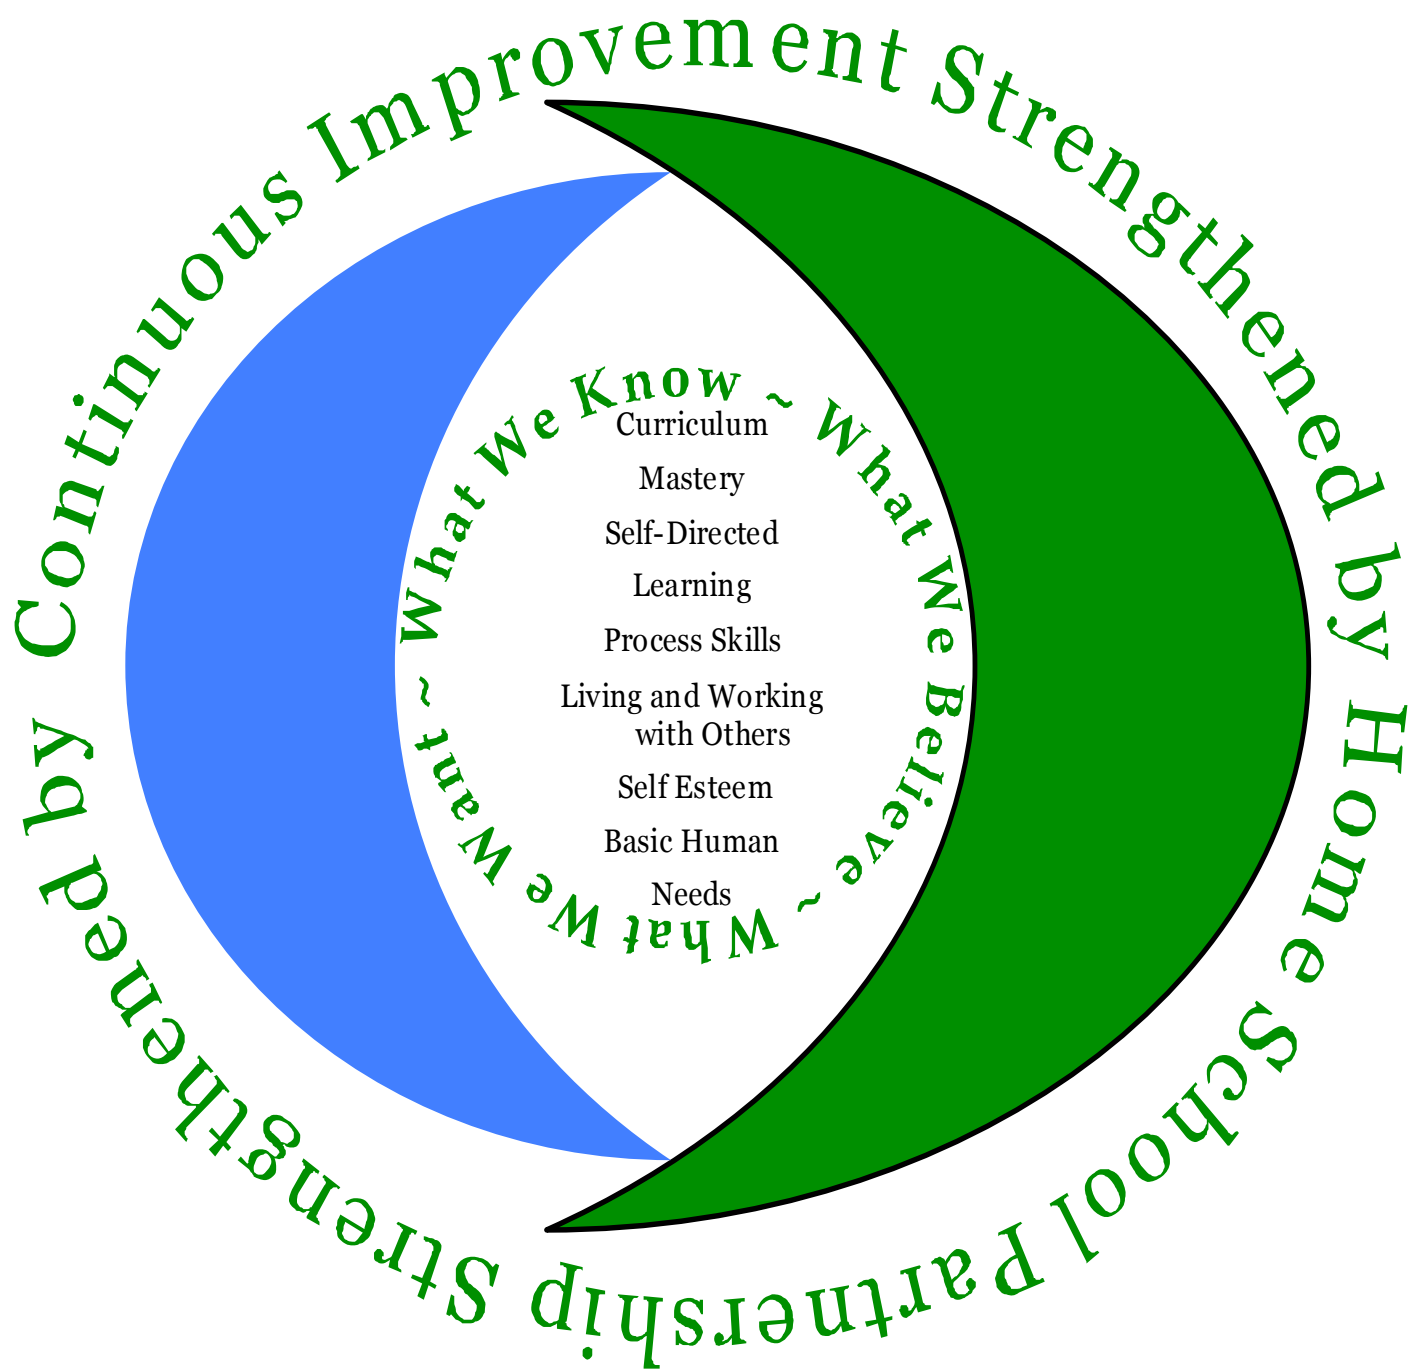 Continuous Improvement Strengthened by Home School Partnership Strengthened by
What We Know ~ What We Believe ~ What We Want ~
Curriculum
Mastery
Self-Directed
Learning
Process Skills
Living and Working
with Others
Self Esteem
Basic Human
Needs